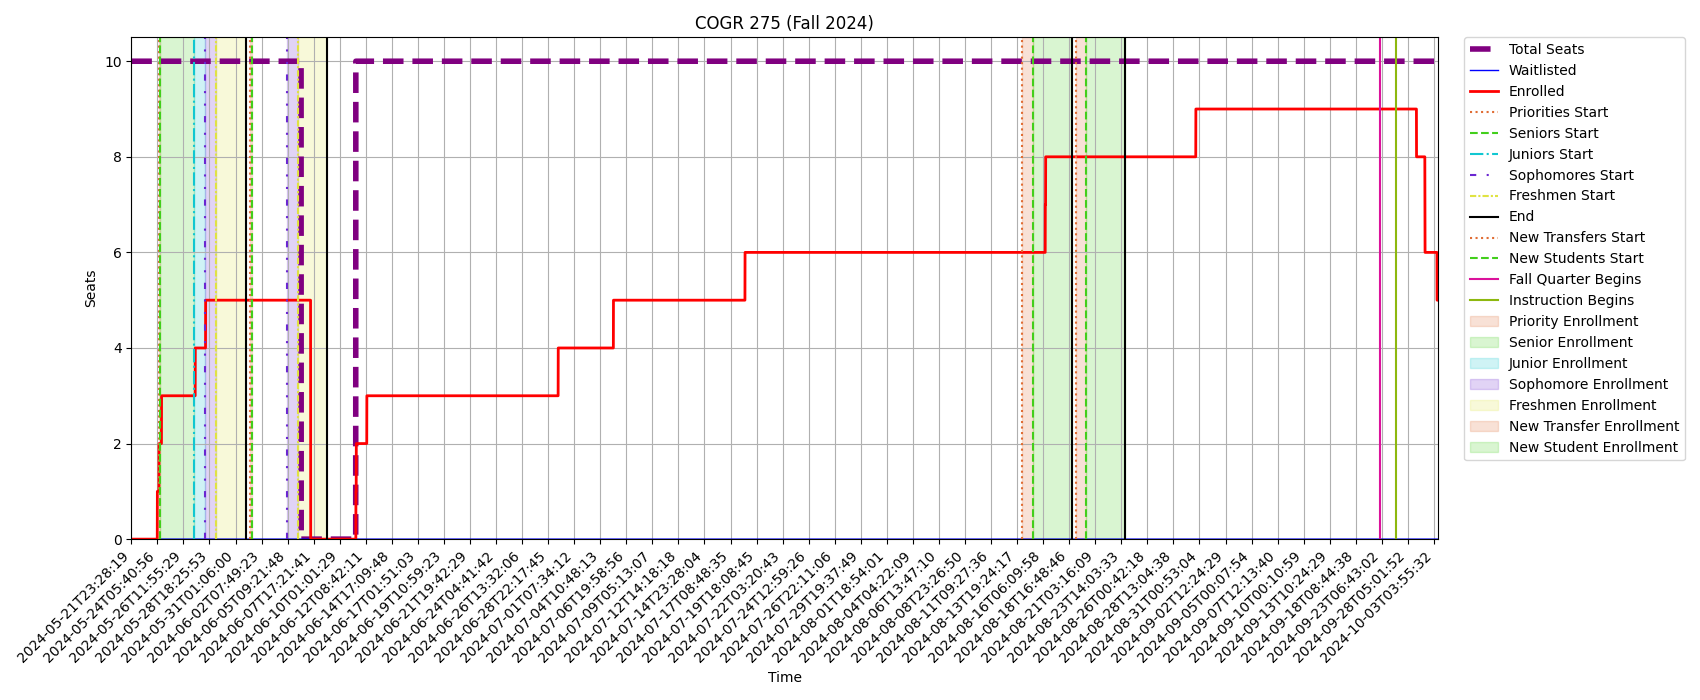 COGR 275 (Fall 2024)
Seats
10
8
6
4
2
0
2024-05-21T23:28:19
2024-05-24T05:40:56
2024-05-26T11:55:29
2024-05-28T18:25:53
2024-05-31T01:06:00
2024-06-02T07:49:23
2024-06-05T09:21:48
2024-06-07T17:21:41
2024-06-10T01:01:29
2024-06-12T08:42:11
2024-06-14T17:09:48
2024-06-17T01:51:03
2024-06-19T10:59:23
2024-06-21T19:42:29
2024-06-24T04:41:42
2024-06-26T13:32:06
2024-06-28T22:17:45
2024-07-01T07:34:12
2024-07-04T10:48:13
2024-07-06T19:58:56
2024-07-09T05:13:07
2024-07-12T14:18:18
2024-07-14T23:28:04
2024-07-17T08:48:35
2024-07-19T18:08:45
2024-07-22T03:20:43
2024-07-24T12:59:26
2024-07-26T22:11:06
2024-07-29T19:37:49
2024-08-01T18:54:01
2024-08-04T04:22:09
2024-08-06T13:47:10
2024-08-08T23:26:50
2024-08-11T09:27:36
2024-08-13T19:24:17
2024-08-16T06:09:58
2024-08-18T16:48:46
2024-08-21T03:16:09
2024-08-23T14:03:33
2024-08-26T00:42:18
2024-08-28T13:04:38
2024-08-31T00:53:04
2024-09-02T12:24:29
2024-09-05T00:07:54
2024-09-07T12:13:40
2024-09-10T00:10:59
2024-09-13T10:24:29
2024-09-18T08:44:38
2024-09-23T06:43:02
2024-09-28T05:01:52
2024-10-03T03:55:32
Time
Total Seats
Waitlisted
Enrolled
Priorities Start
Seniors Start
Juniors Start
Sophomores Start
Freshmen Start
End
New Transfers Start
New Students Start
Fall Quarter Begins
Instruction Begins
Priority Enrollment
Senior Enrollment
Junior Enrollment
Sophomore Enrollment
Freshmen Enrollment
New Transfer Enrollment
New Student Enrollment